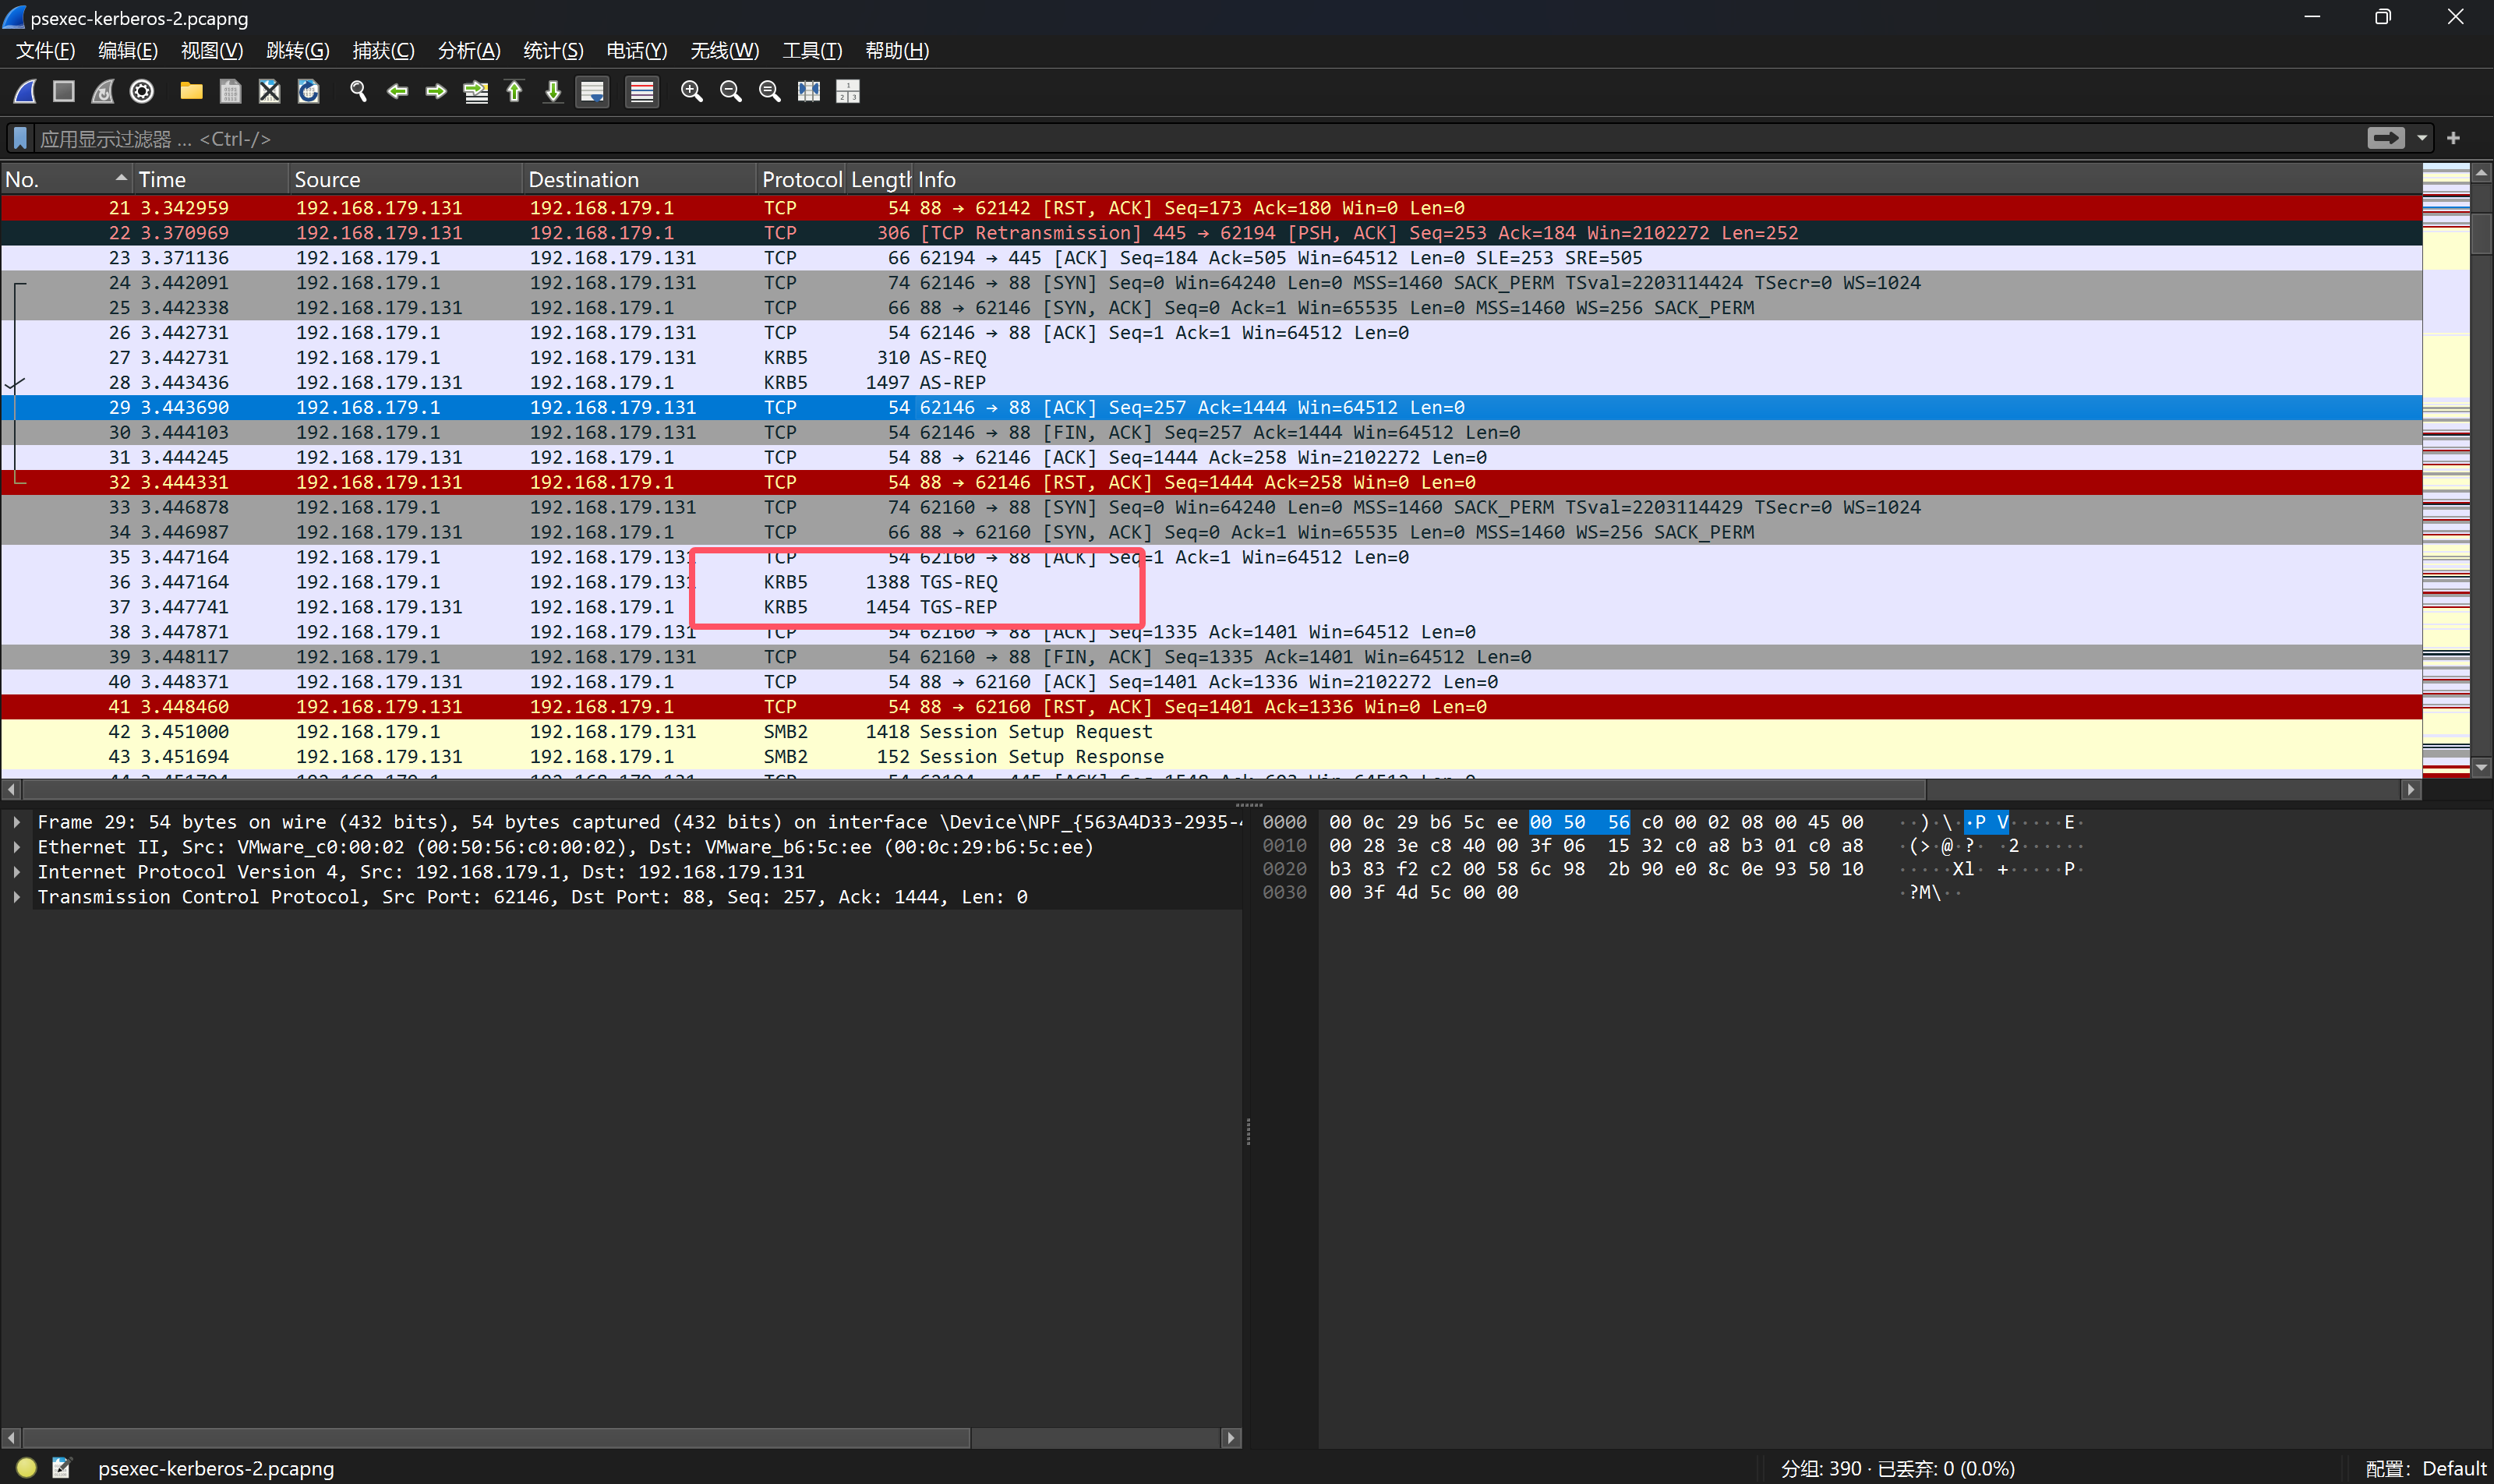 psexec-kerberos-2.pcapng
文件(F) 编辑(E) 视图(V) 跳转(G) 捕获(C) 分析(A) 统计(S) 电话(Y) 无线(W) 工具(T) 帮助(H)
应用显示过滤器 … <Ctrl-/>
No. Time Source Destination Protocol Length Info
21 3.342959 192.168.179.131 192.168.179.1 TCP 54 88 → 62142 [RST, ACK] Seq=173 Ack=180 Win=0 Len=0
22 3.370969 192.168.179.131 192.168.179.1 TCP 306 [TCP Retransmission] 445 → 62194 [PSH, ACK] Seq=253 Ack=184 Win=2102272 Len=252
23 3.371136 192.168.179.1 192.168.179.131 TCP 66 62194 → 445 [ACK] Seq=184 Ack=505 Win=64512 Len=0 SLE=253 SRE=505
24 3.442091 192.168.179.1 192.168.179.131 TCP 74 62146 → 88 [SYN] Seq=0 Win=64240 Len=0 MSS=1460 SACK_PERM TSval=2203114424 TSecr=0 WS=1024
25 3.442338 192.168.179.131 192.168.179.1 TCP 66 88 → 62146 [SYN, ACK] Seq=0 Ack=1 Win=65535 Len=0 MSS=1460 WS=256 SACK_PERM
26 3.442731 192.168.179.1 192.168.179.131 TCP 54 62146 → 88 [ACK] Seq=1 Ack=1 Win=64512 Len=0
27 3.442731 192.168.179.1 192.168.179.131 KRB5 310 AS-REQ
28 3.443436 192.168.179.131 192.168.179.1 KRB5 1497 AS-REP
29 3.443690 192.168.179.1 192.168.179.131 TCP 54 62146 → 88 [ACK] Seq=257 Ack=1444 Win=64512 Len=0
30 3.444103 192.168.179.1 192.168.179.131 TCP 54 62146 → 88 [FIN, ACK] Seq=257 Ack=1444 Win=64512 Len=0
31 3.444245 192.168.179.131 192.168.179.1 TCP 54 88 → 62146 [ACK] Seq=1444 Ack=258 Win=2102272 Len=0
32 3.444331 192.168.179.131 192.168.179.1 TCP 54 88 → 62146 [RST, ACK] Seq=1444 Ack=258 Win=0 Len=0
33 3.446878 192.168.179.1 192.168.179.131 TCP 74 62160 → 88 [SYN] Seq=0 Win=64240 Len=0 MSS=1460 SACK_PERM TSval=2203114429 TSecr=0 WS=1024
34 3.446987 192.168.179.131 192.168.179.1 TCP 66 88 → 62160 [SYN, ACK] Seq=0 Ack=1 Win=65535 Len=0 MSS=1460 WS=256 SACK_PERM
35 3.447164 192.168.179.1 192.168.179.131 TCP 54 62160 → 88 [ACK] Seq=1 Ack=1 Win=64512 Len=0
36 3.447164 192.168.179.1 192.168.179.131 KRB5 1388 TGS-REQ
37 3.447741 192.168.179.131 192.168.179.1 KRB5 1454 TGS-REP
38 3.447871 192.168.179.1 192.168.179.131 TCP 54 62160 → 88 [ACK] Seq=1335 Ack=1401 Win=64512 Len=0
39 3.448117 192.168.179.1 192.168.179.131 TCP 54 62160 → 88 [FIN, ACK] Seq=1335 Ack=1401 Win=64512 Len=0
40 3.448371 192.168.179.131 192.168.179.1 TCP 54 88 → 62160 [ACK] Seq=1401 Ack=1336 Win=2102272 Len=0
41 3.448460 192.168.179.131 192.168.179.1 TCP 54 88 → 62160 [RST, ACK] Seq=1401 Ack=1336 Win=0 Len=0
42 3.451000 192.168.179.1 192.168.179.131 SMB2 1418 Session Setup Request
43 3.451694 192.168.179.131 192.168.179.1 SMB2 152 Session Setup Response
Frame 29: 54 bytes on wire (432 bits), 54 bytes captured (432 bits) on interface \Device\NPF_{563A4D33-2935-
Ethernet II, Src: VMware_c0:00:02 (00:50:56:c0:00:02), Dst: VMware_b6:5c:ee (00:0c:29:b6:5c:ee)
Internet Protocol Version 4, Src: 192.168.179.1, Dst: 192.168.179.131
Transmission Control Protocol, Src Port: 62146, Dst Port: 88, Seq: 257, Ack: 1444, Len: 0
0000 00 0c 29 b6 5c ee 00 50 56 c0 00 02 08 00 45 00 ··)·\··P V·····E·
0010 00 28 3e c8 40 00 3f 06 15 32 c0 a8 b3 01 c0 a8 ·(>·@·?· ·2······
0020 b3 83 f2 c2 00 58 6c 98 2b 90 e0 8c 0e 93 50 10 ·····Xl· +·····P·
0030 00 3f 4d 5c 00 00 ·?M\··
psexec-kerberos-2.pcapng
分组: 390 · 已丢弃: 0 (0.0%)
配置: Default